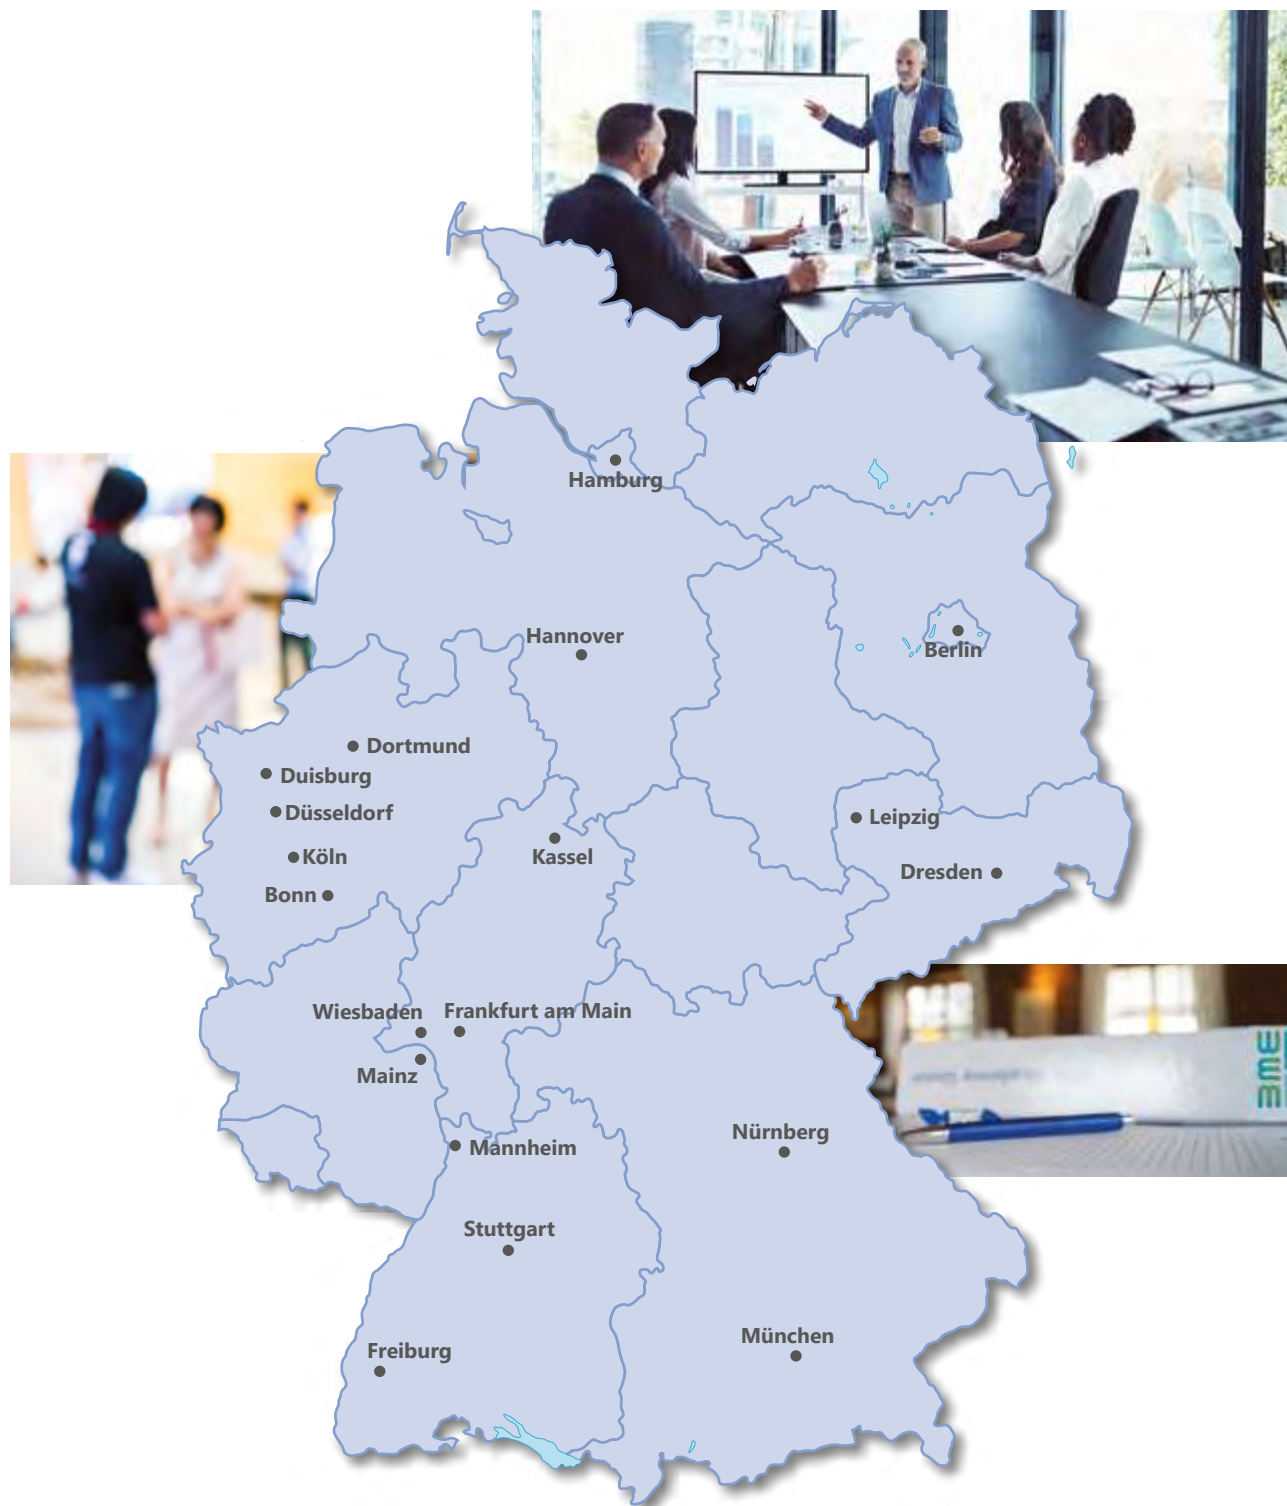 Hamburg
Hannover
Berlin
Dortmund
Duisburg
Düsseldorf
Leipzig
Köln
Kassel
Dresden
Bonn
Wiesbaden
Frankfurt am Main
Mainz
BME
Nürnberg
Mannheim
Stuttgart
München
Freiburg